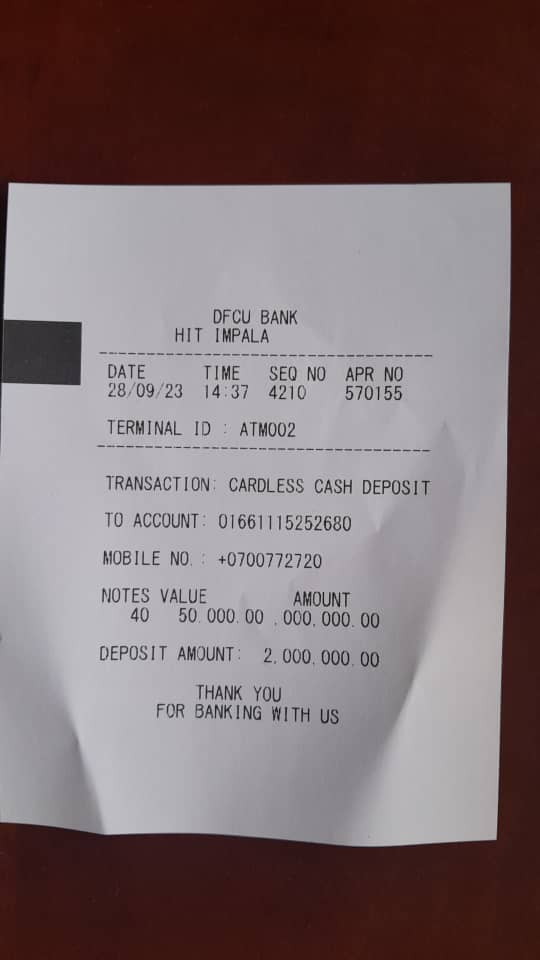 DFCU BANK
HIT IMPALA
DATE TIME SEQ NO APR NO
28/09/23 14:37 4210 570155
TERMINAL ID : ATM002
TRANSACTION: CARDLESS CASH DEPOSIT
TO ACCOUNT: 01661115252680
MOBILE NO.: +0700772720
NOTES VALUE AMOUNT
40 50.000.00 ,000,000.00
DEPOSIT AMOUNT: 2,000,000.00
THANK YOU
FOR BANKING WITH US